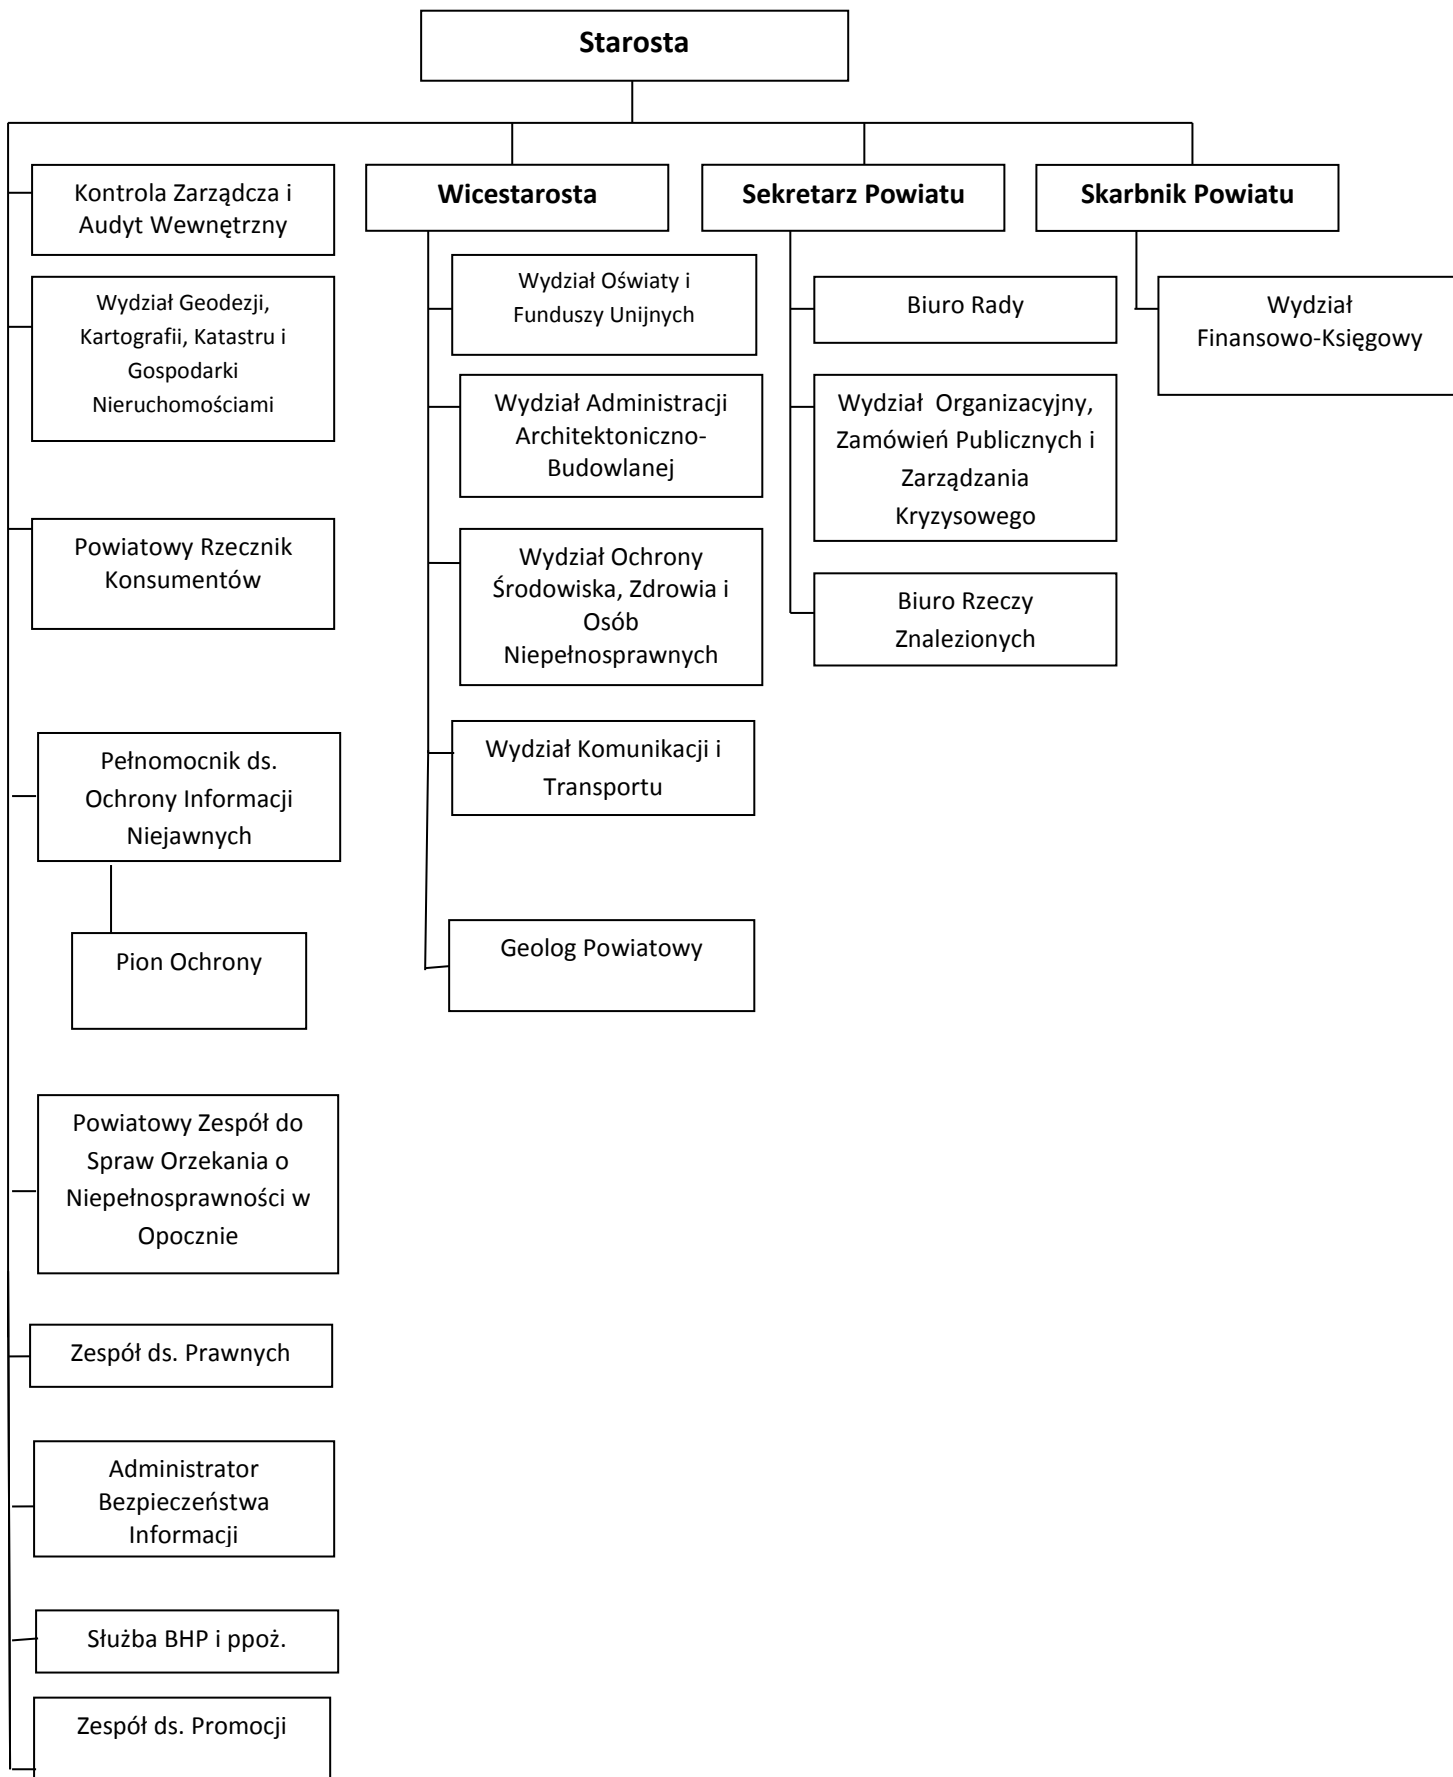 Starosta
Kontrola Zarządcza i
Audyt Wewnętrzny
Wicestarosta
Sekretarz Powiatu
Skarbnik Powiatu
Wydział Geodezji,
Kartografii, Katastru i
Gospodarki
Nieruchomościami
Wydział Oświaty i
Funduszy Unijnych
Biuro Rady
Wydział
Finansowo-Księgowy
Wydział Administracji
Architektoniczno-
Budowlanej
Wydział Organizacyjny,
Zamówień Publicznych i
Zarządzania
Kryzysowego
Powiatowy Rzecznik
Konsumentów
Wydział Ochrony
Środowiska, Zdrowia i
Osób
Niepełnosprawnych
Biuro Rzeczy
Znalezionych
Pełnomocnik ds.
Ochrony Informacji
Niejawnych
Wydział Komunikacji i
Transportu
Pion Ochrony
Geolog Powiatowy
Powiatowy Zespół do
Spraw Orzekania o
Niepełnosprawności w
Opocznie
Zespół ds. Prawnych
Administrator
Bezpieczeństwa
Informacji
Służba BHP i ppoż.
Zespół ds. Promocji